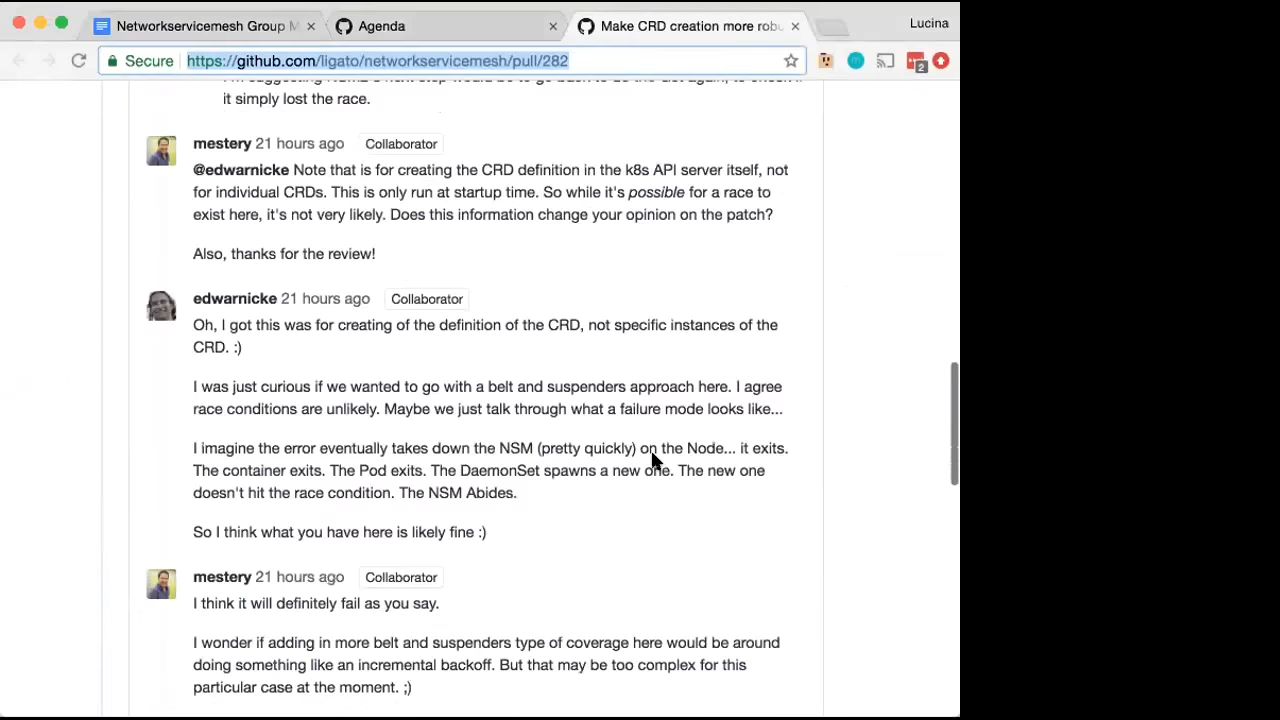 Networkservicemesh Group M
Agenda
Make CRD creation more robu
Lucina
Secure
https://github.com/ligato/networkservicemesh/pull/282
2
it simply lost the race.
mestery 21 hours ago Collaborator
@edwarnicke Note that is for creating the CRD definition in the k8s API server itself, not
for individual CRDs. This is only run at startup time. So while it's possible for a race to
exist here, it's not very likely. Does this information change your opinion on the patch?
Also, thanks for the review!
edwarnicke 21 hours ago Collaborator
Oh, I got this was for creating of the definition of the CRD, not specific instances of the
CRD. :)
I was just curious if we wanted to go with a belt and suspenders approach here. I agree
race conditions are unlikely. Maybe we just talk through what a failure mode looks like...
I imagine the error eventually takes down the NSM (pretty quickly) on the Node... it exits.
The container exits. The Pod exits. The DaemonSet spawns a new one. The new one
doesn't hit the race condition. The NSM Abides.
So I think what you have here is likely fine :)
mestery 21 hours ago Collaborator
I think it will definitely fail as you say.
I wonder if adding in more belt and suspenders type of coverage here would be around
doing something like an incremental backoff. But that may be too complex for this
particular case at the moment. ;)